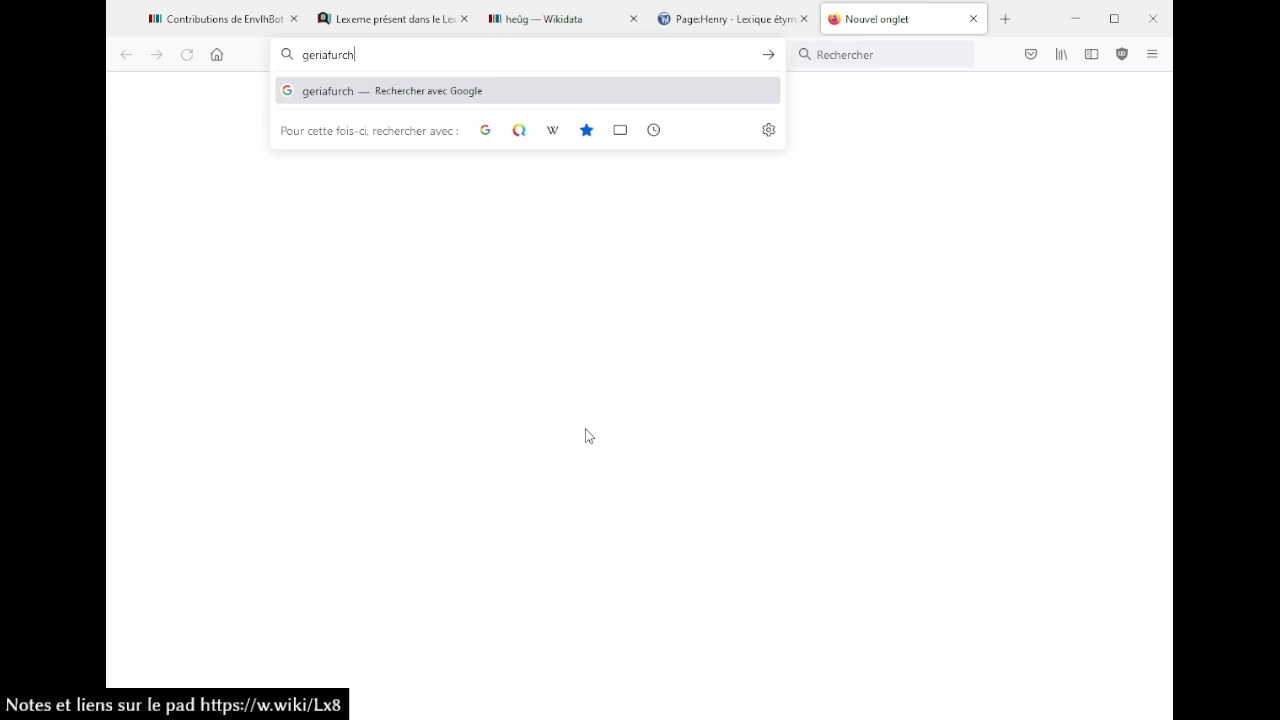 Contributions de EnvlhBot
Lexeme présent dans le Lex
heûg — Wikidata
Page:Henry - Lexique étym
Nouvel onglet
geriafurch
Rechercher
geriafurch — Rechercher avec Google
Pour cette fois-ci, rechercher avec :
Notes et liens sur le pad https://w.wiki/Lx8